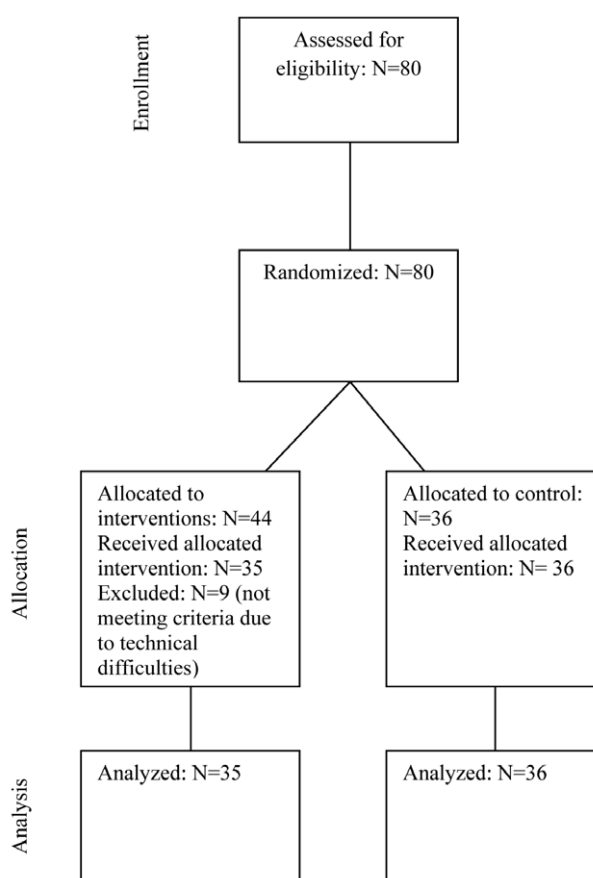 Enrollment
Assessed for
eligibility: N=80
Randomized: N=80
Allocation
Allocated to
interventions: N=44
Received allocated
intervention: N=35
Excluded: N=9 (not
meeting criteria due
to technical
difficulties)
Allocated to control:
N=36
Received allocated
intervention: N= 36
Analysis
Analyzed: N=35
Analyzed: N=36